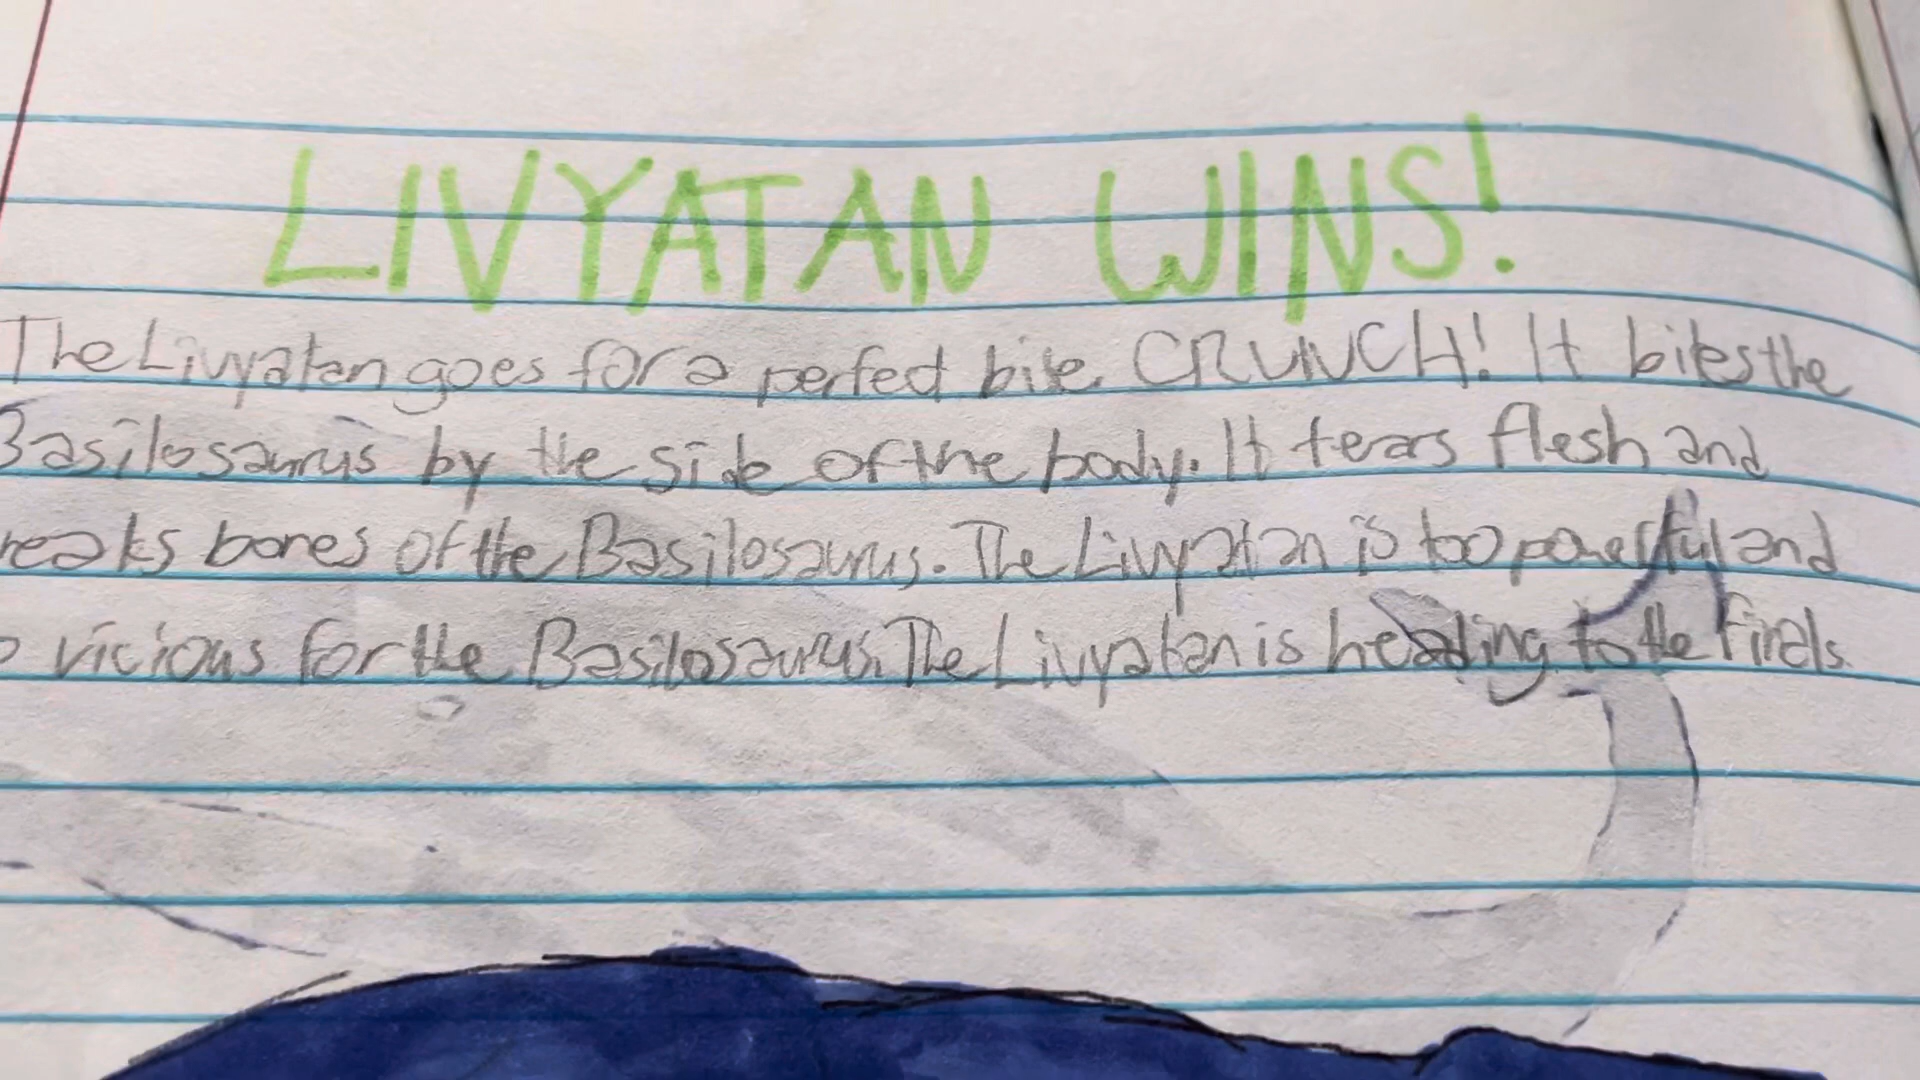 LIVYATAN WINS!
The Livyatan goes for a perfect bite. CRUNCH! It bites the
Basilosaurus by the side of the body. It tears flesh and
reaks bones of the Basilosaurus. The Livyatan is too powerful and
o vicious for the Basilosaurus. The Livyatan is heading to the finals.